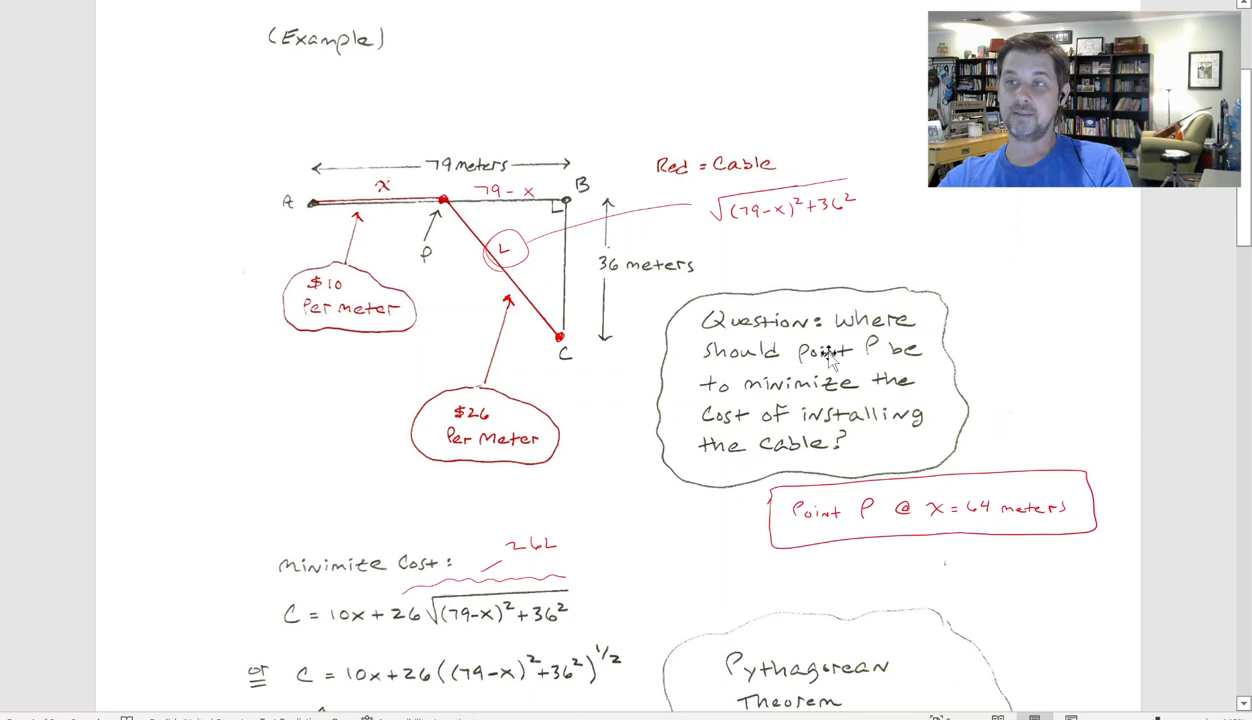 (Example)
79 meters
Red = Cable
x
79 - x
B
A
√(79-x)²+36²
P
L
36 meters
$10
Per meter
C
Question: Where
should point P be
to minimize the
Cost of installing
the Cable?
$26
Per Meter
Point P @ x = 64 meters
26L
Minimize Cost:
C = 10x + 26 √(79-x)² + 36²
or C = 10x + 26 ((79-x)² + 36²)^1/2
Pythagorean
Theorem